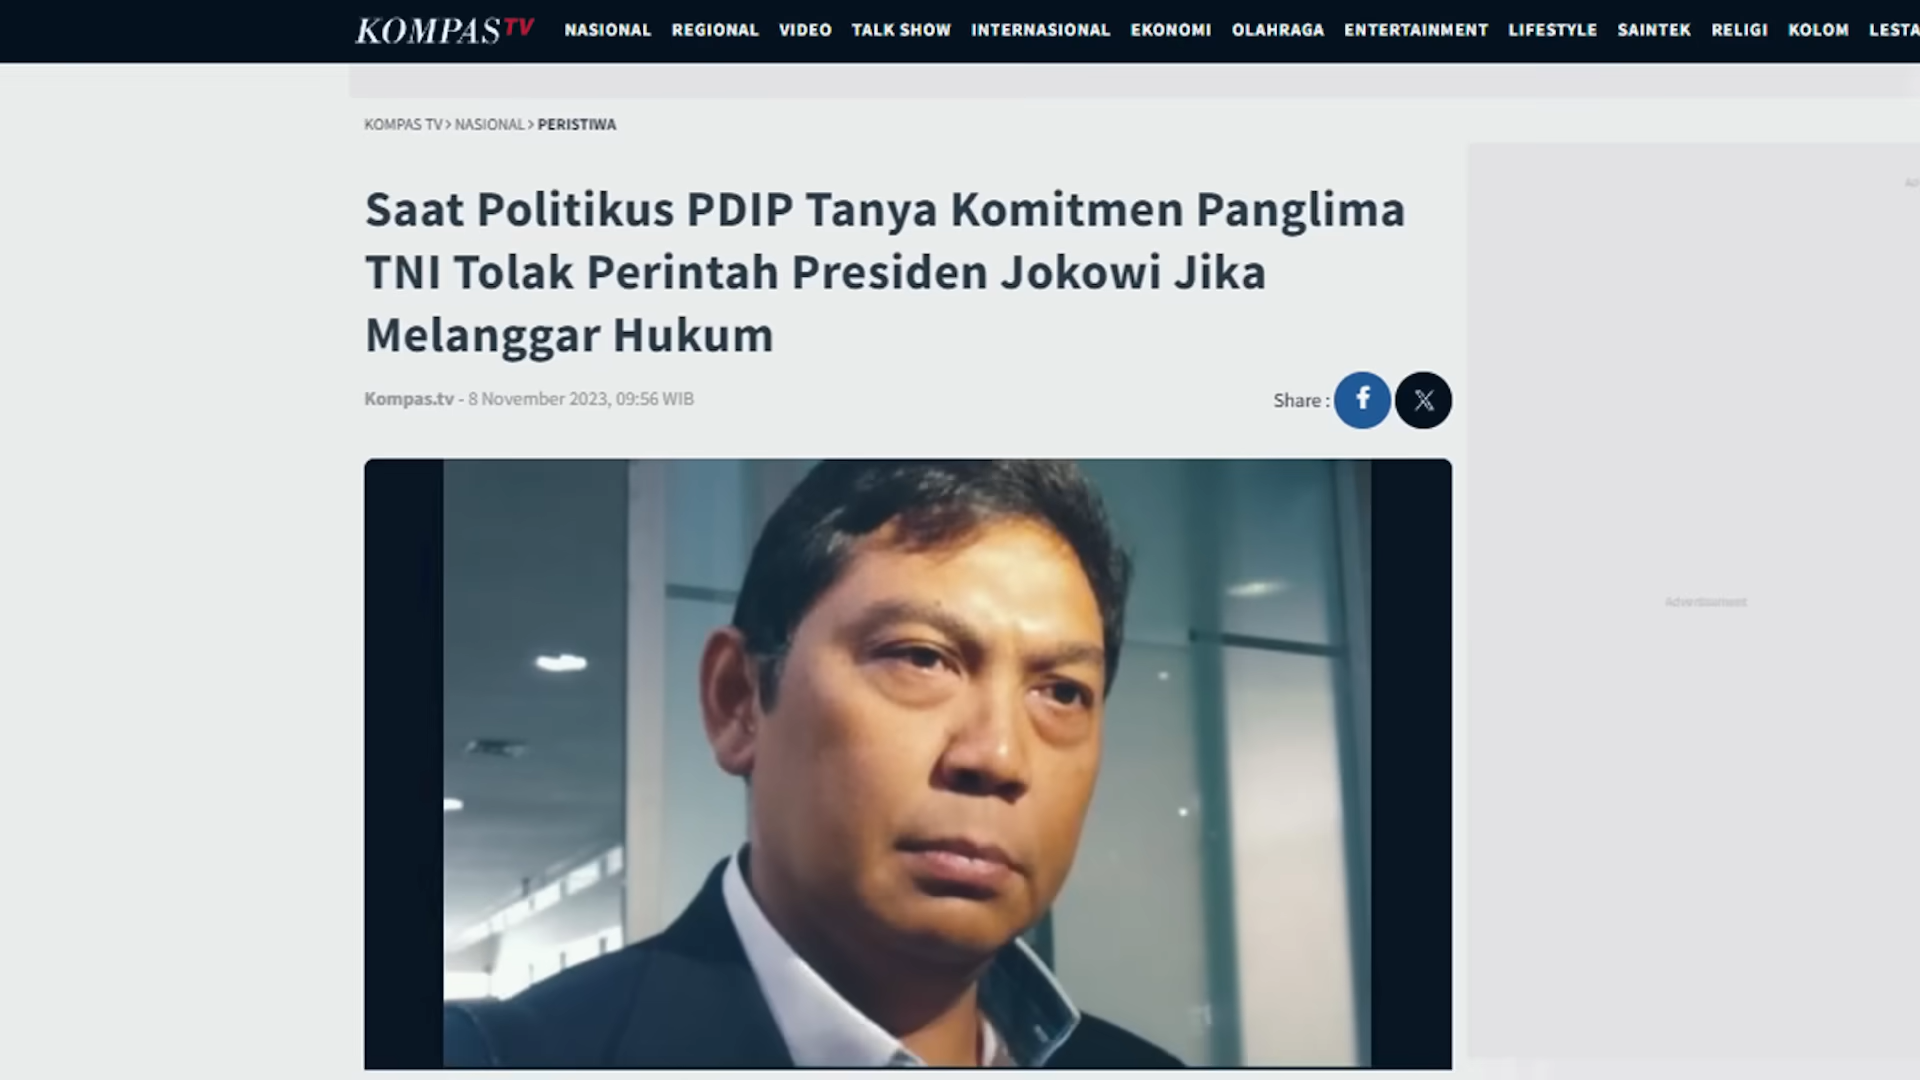 KOMPASTV NASIONAL REGIONAL VIDEO TALK SHOW INTERNASIONAL EKONOMI OLAHRAGA ENTERTAINMENT LIFESTYLE SAINTEK RELIGI KOLOM LESTA
KOMPAS TV> NASIONAL> PERISTIWA
Saat Politikus PDIP Tanya Komitmen Panglima
TNI Tolak Perintah Presiden Jokowi Jika
Melanggar Hukum
Kompas.tv - 8 November 2023, 09:56 WIB
Share :
Advertisement